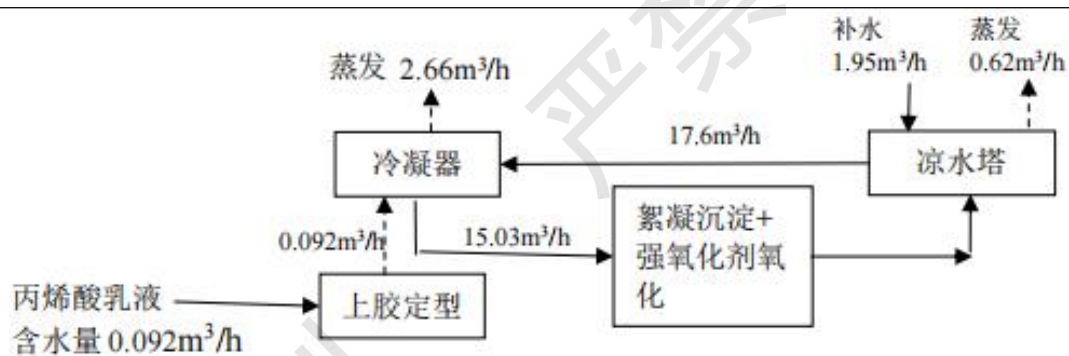 补水
1.95m³/h
蒸发
0.62m³/h
蒸发 2.66m³/h
17.6m³/h
冷凝器
凉水塔
絮凝沉淀+
强氧化剂氧
化
0.092m³/h
15.03m³/h
上胶定型
丙烯酸乳液
含水量 0.092m³/h
严禁